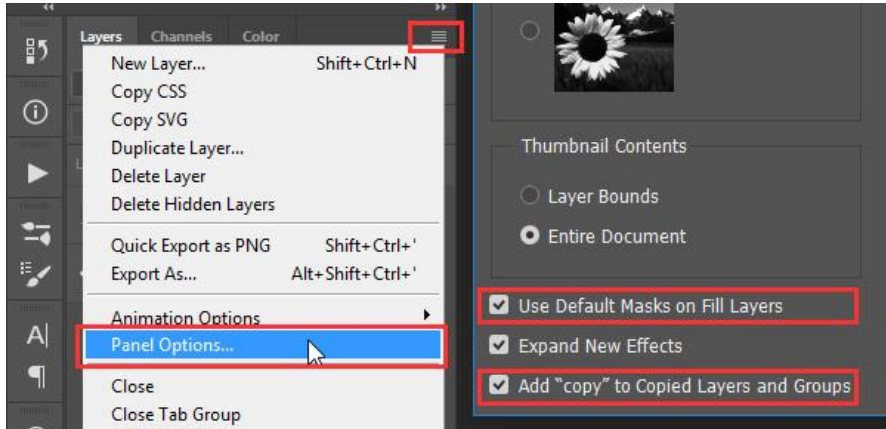 Layers Channels Color
New Layer... Shift+Ctrl+N
Copy CSS
Copy SVG
Duplicate Layer...
Delete Layer
Delete Hidden Layers
Quick Export as PNG Shift+Ctrl+'
Export As... Alt+Shift+Ctrl+'
Animation Options
Panel Options...
Close
Close Tab Group
Thumbnail Contents
Layer Bounds
Entire Document
Use Default Masks on Fill Layers
Expand New Effects
Add "copy" to Copied Layers and Groups